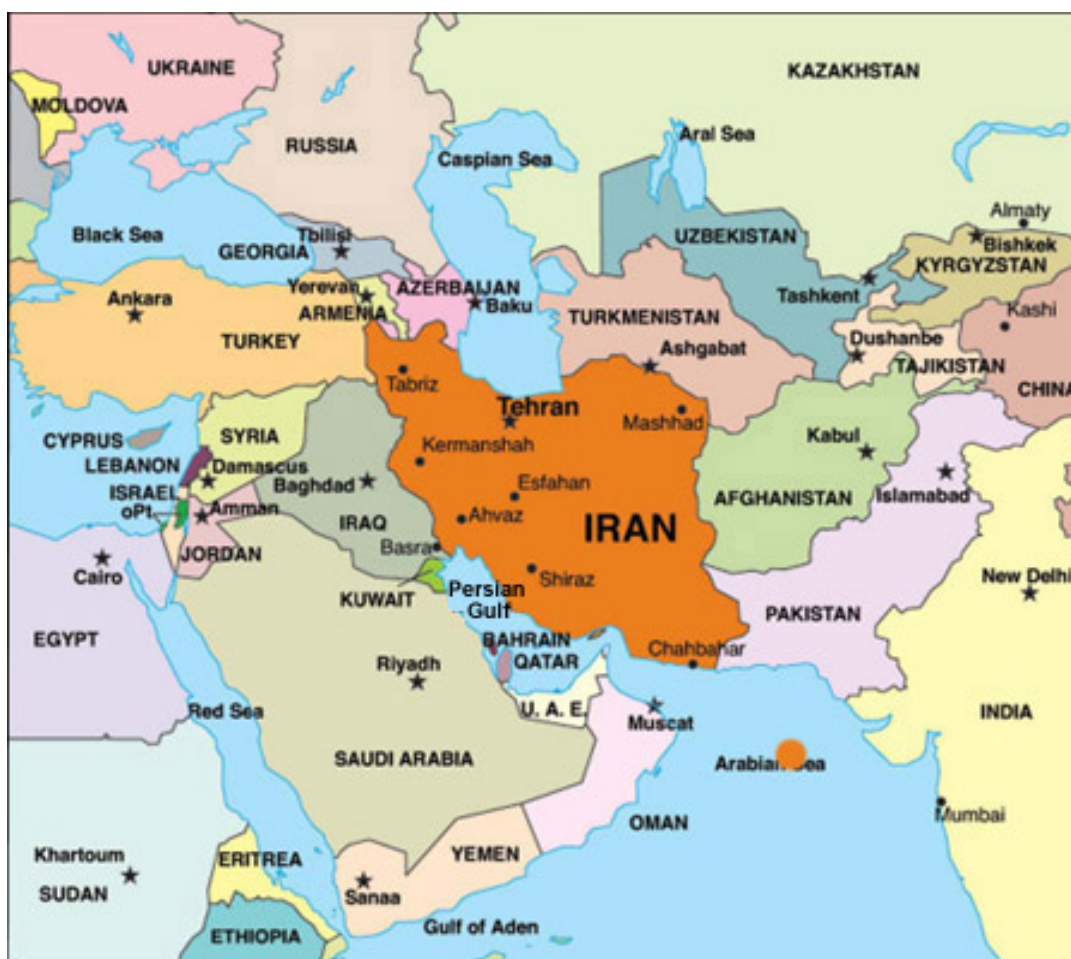 UKRAINE
KAZAKHSTAN
MOLDOVA
RUSSIA
Aral Sea
Caspian Sea
Almaty
Black Sea
Tbilisi
GEORGIA
UZBEKISTAN
Bishkek
KYRGYZSTAN
Yerevan
AZERBAIJAN
Ankara
ARMENIA
Baku
Tashkent
Kashi
TURKMENISTAN
TURKEY
Dushanbe
Ashgabat
TAJIKISTAN
Tabriz
CHINA
Tehran
Mashhad
CYPRUS
SYRIA
Kermanshah
Kabul
LEBANON
Damascus
Baghdad
Esfahan
ISRAEL
AFGHANISTAN
Islamabad
oPt
Amman
IRAQ
Ahvaz
IRAN
JORDAN
Basra
Cairo
Shiraz
New Delhi
KUWAIT
Persian
Gulf
PAKISTAN
EGYPT
BAHRAIN
Chahbahar
Riyadh
QATAR
Red Sea
U. A. E.
Muscat
INDIA
SAUDI ARABIA
Arabian Sea
Mumbai
OMAN
Khartoum
ERITREA
YEMEN
SUDAN
Sanaa
Gulf of Aden
ETHIOPIA